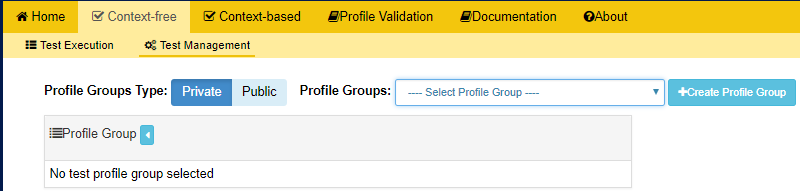 Home Context-free Context-based Profile Validation Documentation About
Test Execution Test Management
Profile Groups Type: Private Public Profile Groups: ---- Select Profile Group ---- Create Profile Group
Profile Group
No test profile group selected